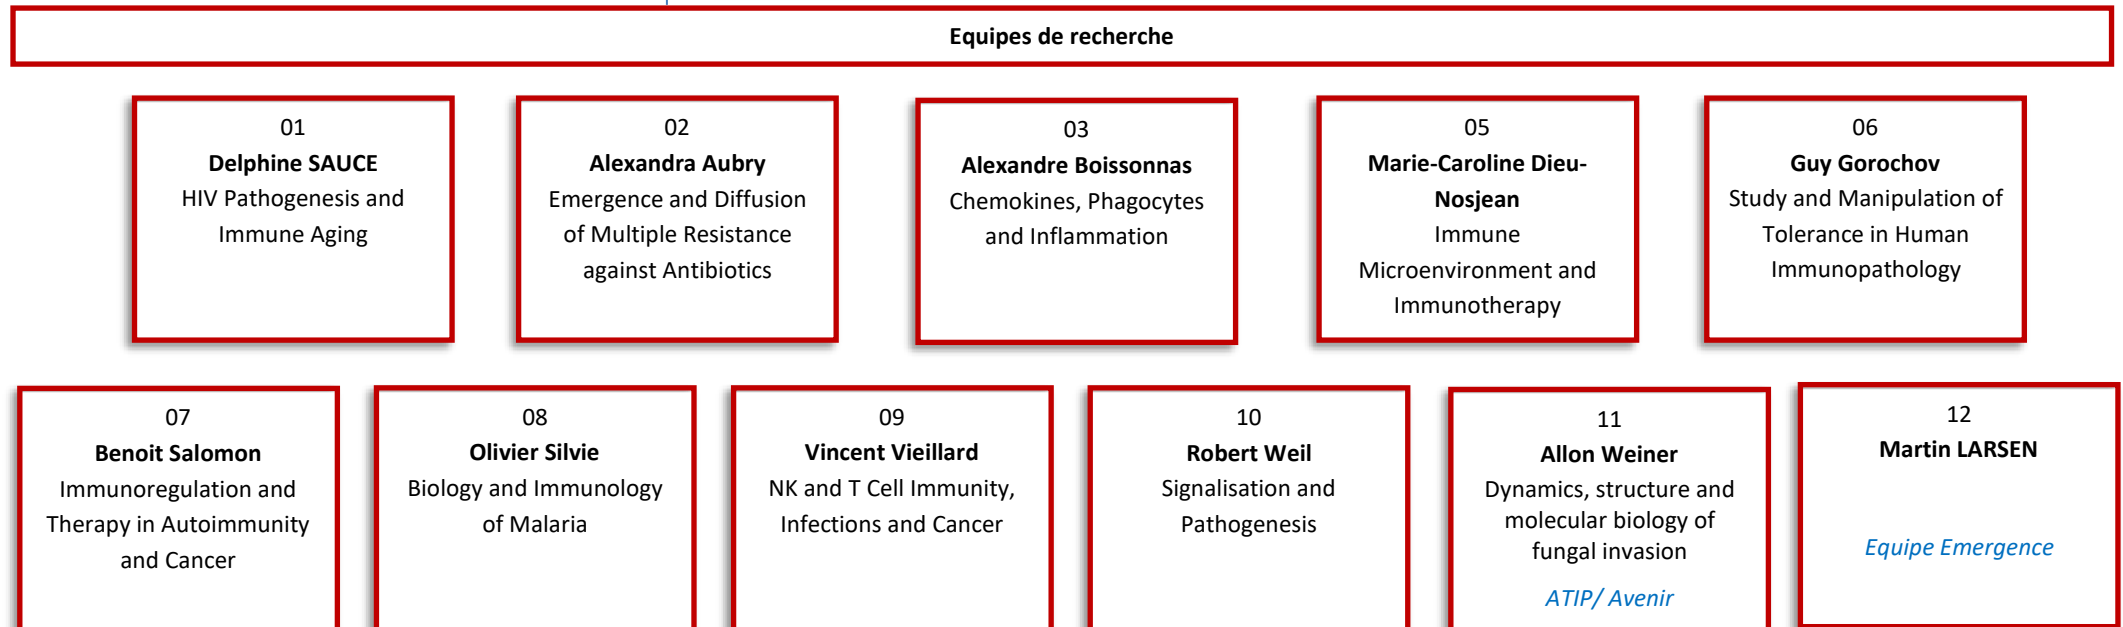 Equipes de recherche
01
Delphine SAUCE
HIV Pathogenesis and
Immune Aging
02
Alexandra Aubry
Emergence and Diffusion
of Multiple Resistance
against Antibiotics
03
Alexandre Boissonnas
Chemokines, Phagocytes
and Inflammation
05
Marie-Caroline Dieu-
Nosjean
Immune
Microenvironment and
Immunotherapy
06
Guy Gorochov
Study and Manipulation of
Tolerance in Human
Immunopathology
07
Benoit Salomon
Immunoregulation and
Therapy in Autoimmunity
and Cancer
08
Olivier Silvie
Biology and Immunology
of Malaria
09
Vincent Vieillard
NK and T Cell Immunity,
Infections and Cancer
10
Robert Weil
Signalisation and
Pathogenesis
11
Allon Weiner
Dynamics, structure and
molecular biology of
fungal invasion
ATIP/ Avenir
12
Martin LARSEN
Equipe Emergence